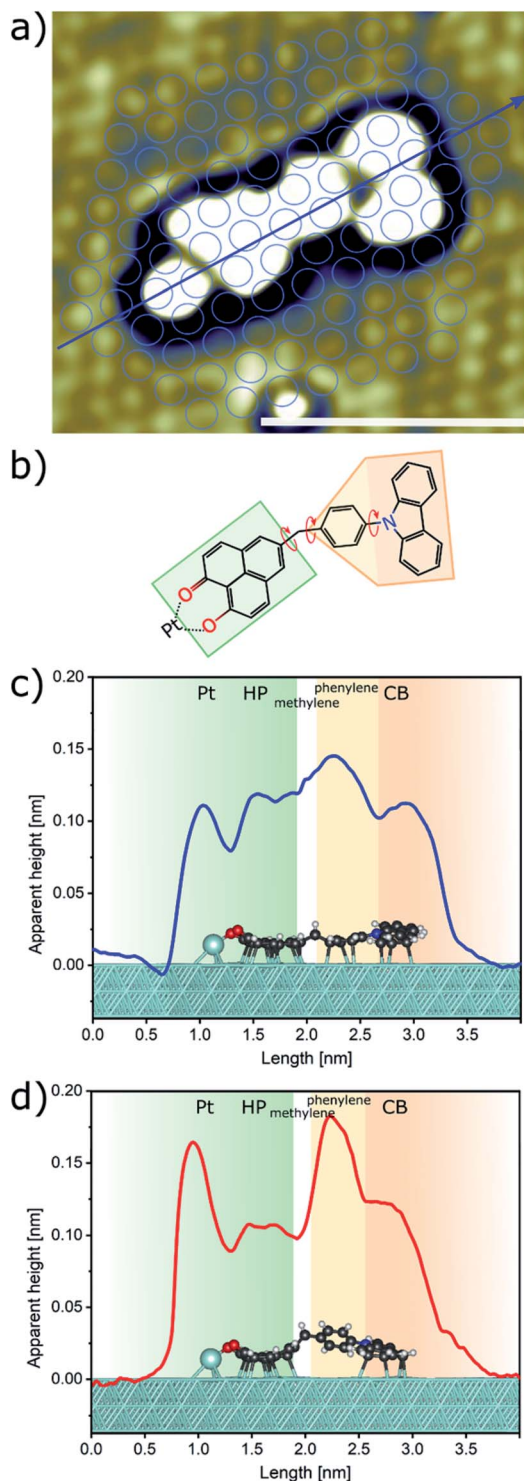 a)
b)
O
O
Pt
N
c)
0.20
Pt HP methylene phenylene CB
0.15
0.10
0.05
0.00
Apparent height [nm]
0.0 0.5 1.0 1.5 2.0 2.5 3.0 3.5
Length [nm]
d)
0.20
Pt HP methylene phenylene CB
0.15
0.10
0.05
0.00
Apparent height [nm]
0.0 0.5 1.0 1.5 2.0 2.5 3.0 3.5
Length [nm]